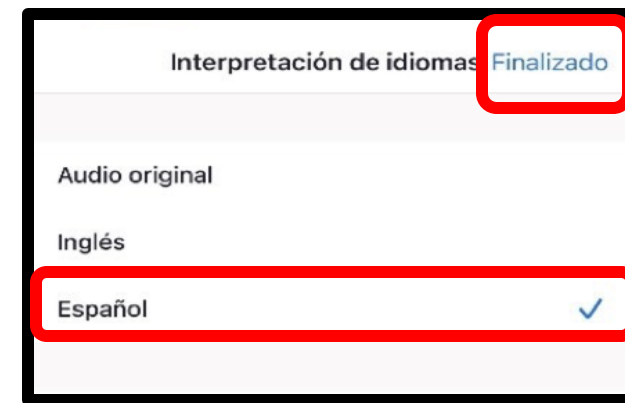 Interpretación de idiomas Finalizado
Audio original
Inglés
Español